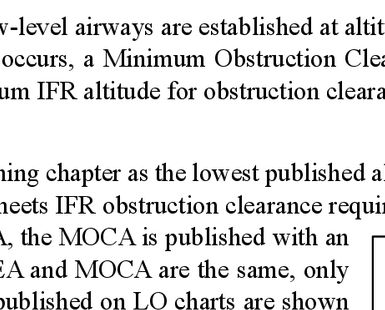 w-level airways are established at altit
occurs, a Minimum Obstruction Clea
um IFR altitude for obstruction cleara
ning chapter as the lowest published al
meets IFR obstruction clearance requir
A, the MOCA is published with an
EA and MOCA are the same, only
published on LO charts are shown